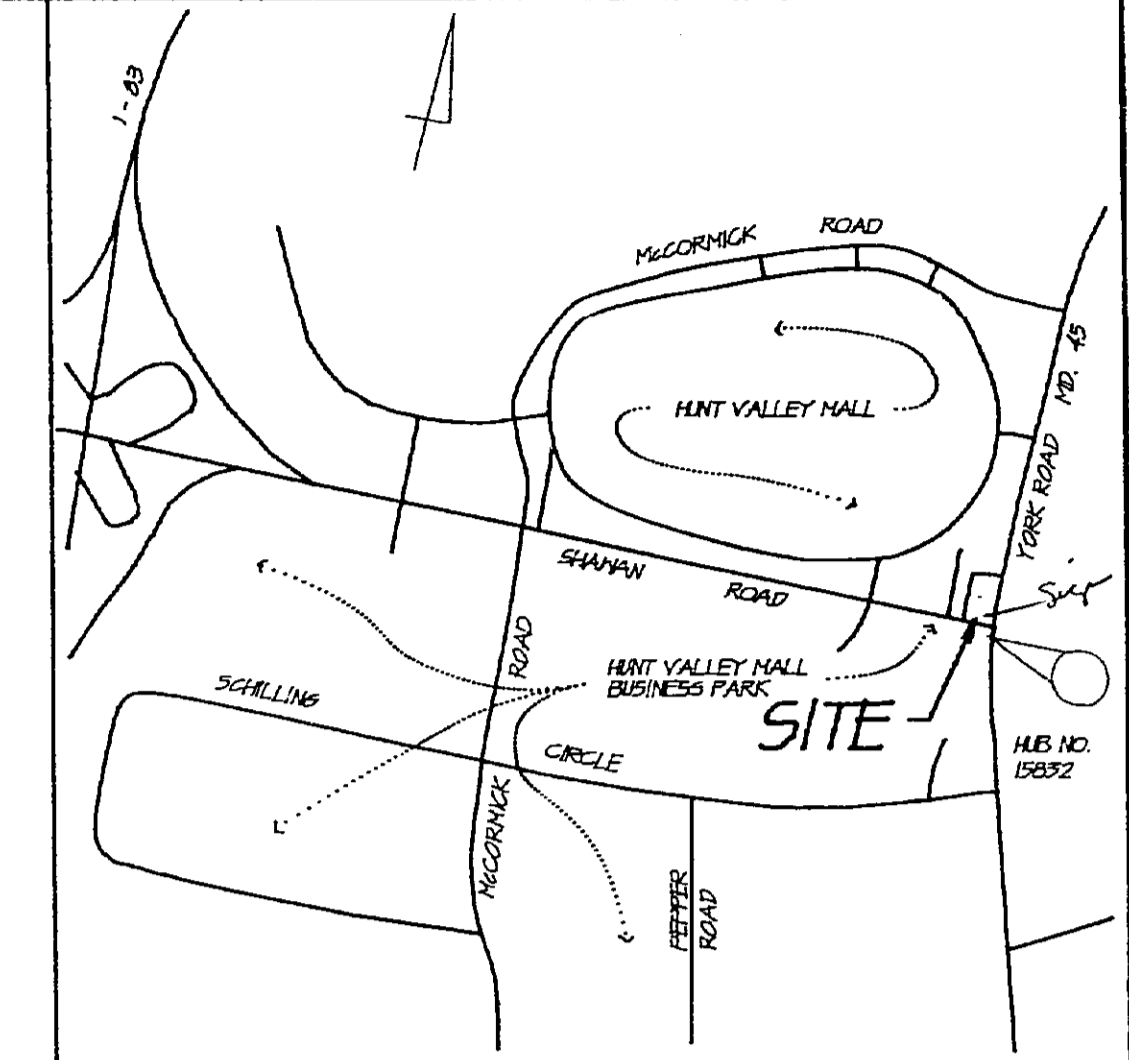 I-83
McCORMICK ROAD
HUNT VALLEY MALL
YORK ROAD MD. 45
SHAWAN ROAD
HUNT VALLEY MALL
BUSINESS PARK
SITE
HUB NO.
15832
SCHILLING CIRCLE
McCORMICK ROAD
PEPPER
ROAD